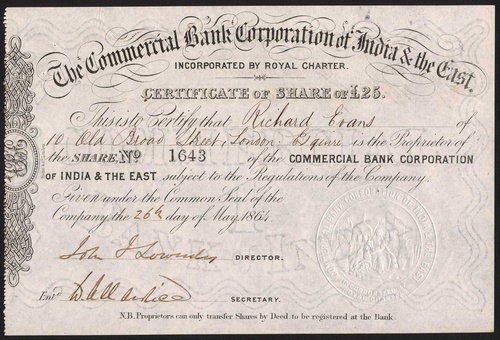 The Commercial Bank Corporation of India & the East.
INCORPORATED BY ROYAL CHARTER.
CERTIFICATE OF SHARE OF £25.
This is to Certify that Richard Evans of
10 Old Broad Street, London, Esquire is the Proprietor of
the SHARE, No 1643 of the COMMERCIAL BANK CORPORATION
OF INDIA & THE EAST subject to the Regulations of the Company.
Given under the Common Seal of the
Company, the 26th day of May, 1864.
DIRECTOR.
Entd
SECRETARY.
N.B. Proprietors can only transfer Shares by Deed to be registered at the Bank.